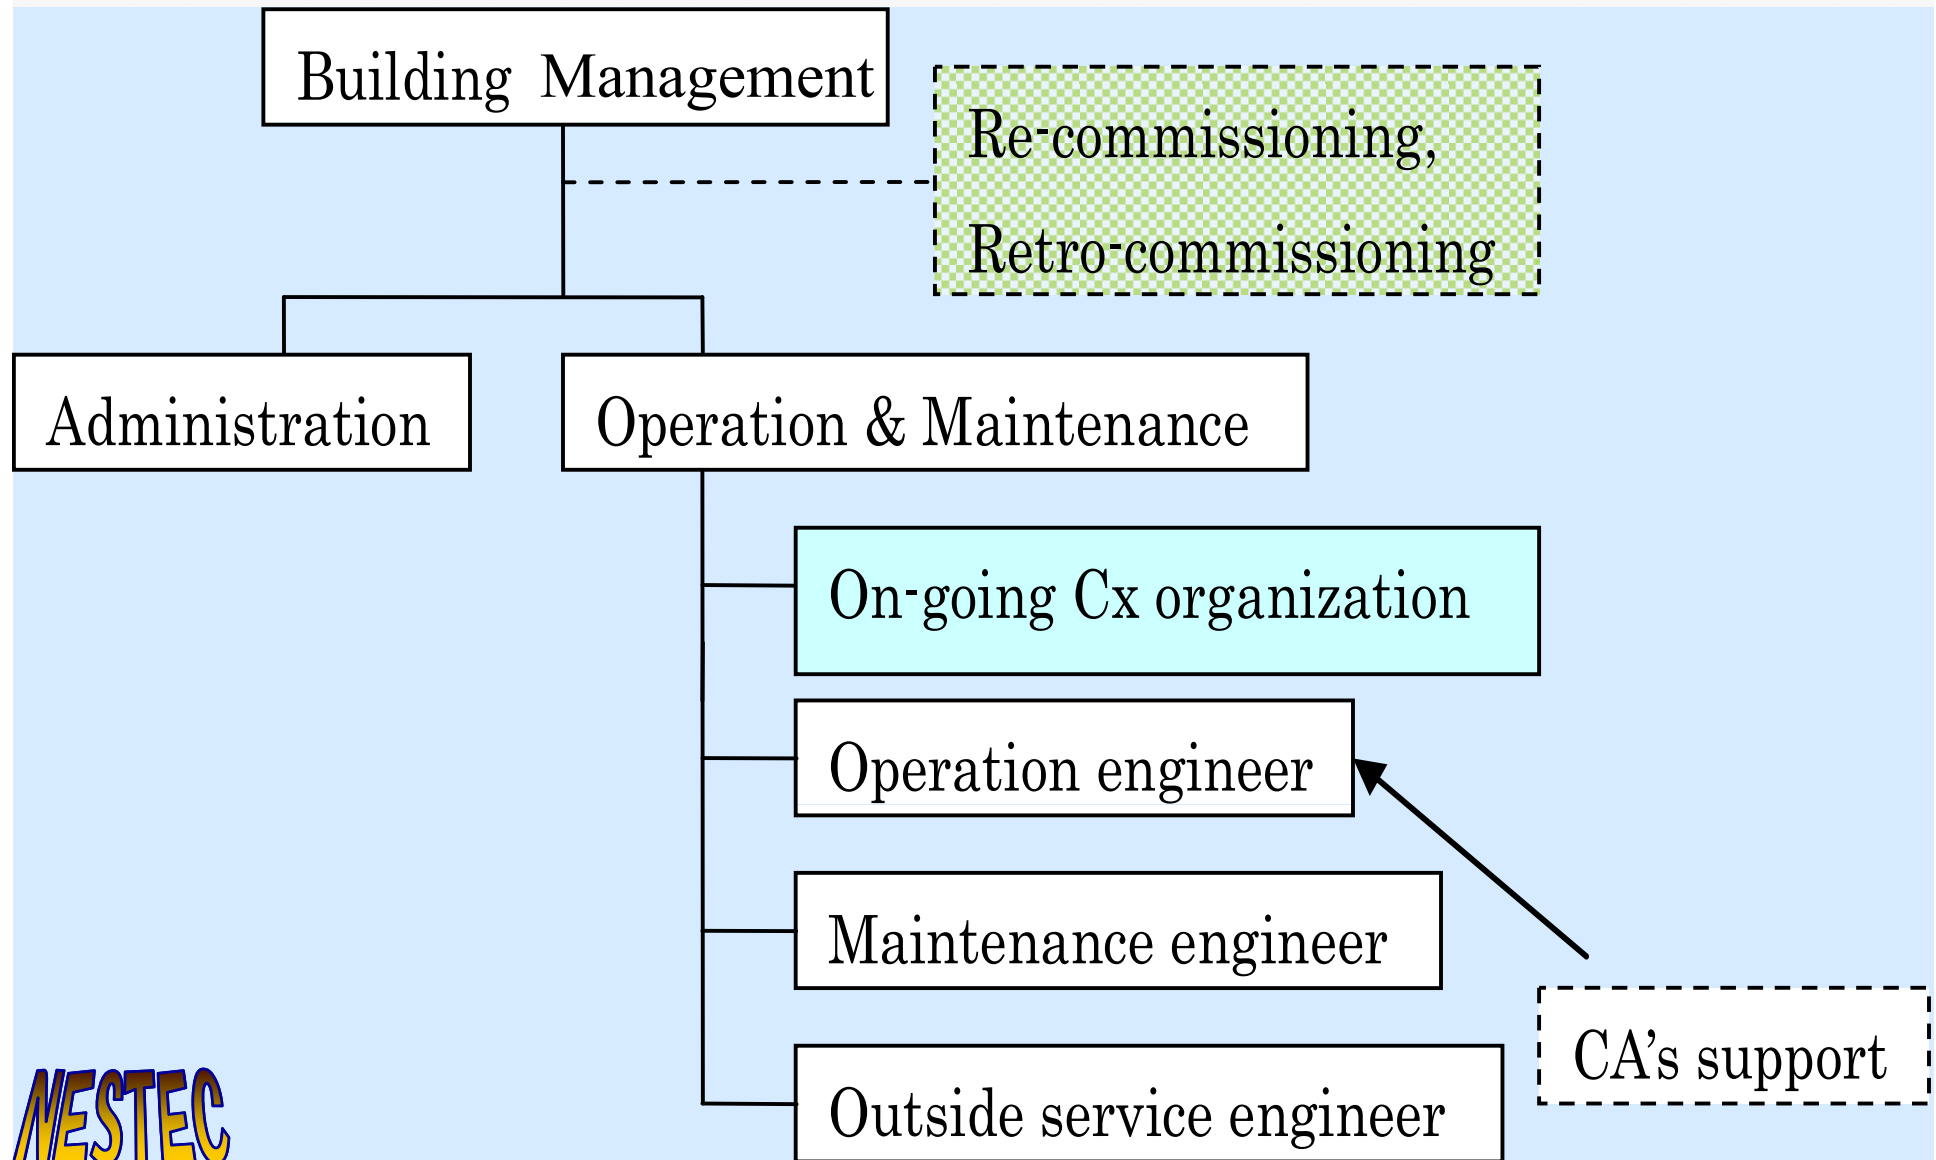 Building Management
Re-commissioning,
Retro-commissioning
Administration
Operation & Maintenance
On-going Cx organization
Operation engineer
Maintenance engineer
CA’s support
Outside service engineer
NESTEC